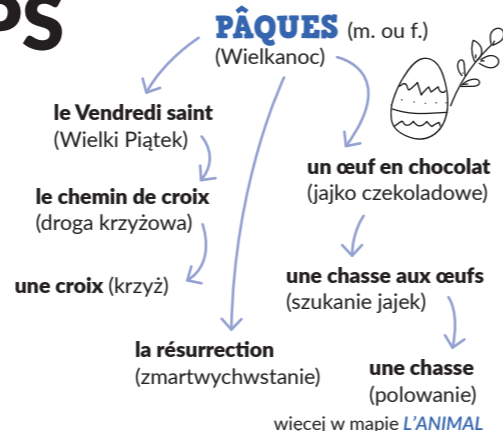 PS
PÂQUES (m. ou f.)
(Wielkanoc)
le Vendredi saint
(Wielki Piątek)
le chemin de croix
(droga krzyżowa)
une croix (krzyż)
la résurrection
(zmartwychwstanie)
un œuf en chocolat
(jajko czekoladowe)
une chasse aux œufs
(szukanie jajek)
une chasse
(polowanie)
więcej w mapie L'ANIMAL